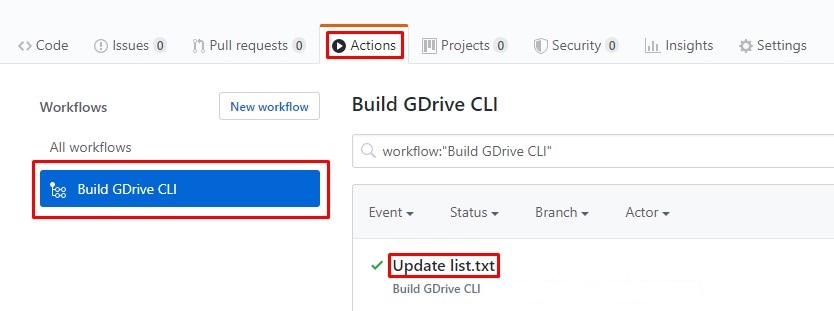 Code Issues 0 Pull requests 0 Actions Projects 0 Security 0 Insights Settings
Workflows
New workflow
All workflows
Build GDrive CLI
Build GDrive CLI
workflow:"Build GDrive CLI"
Event Status Branch Actor
Update list.txt
Build GDrive CLI